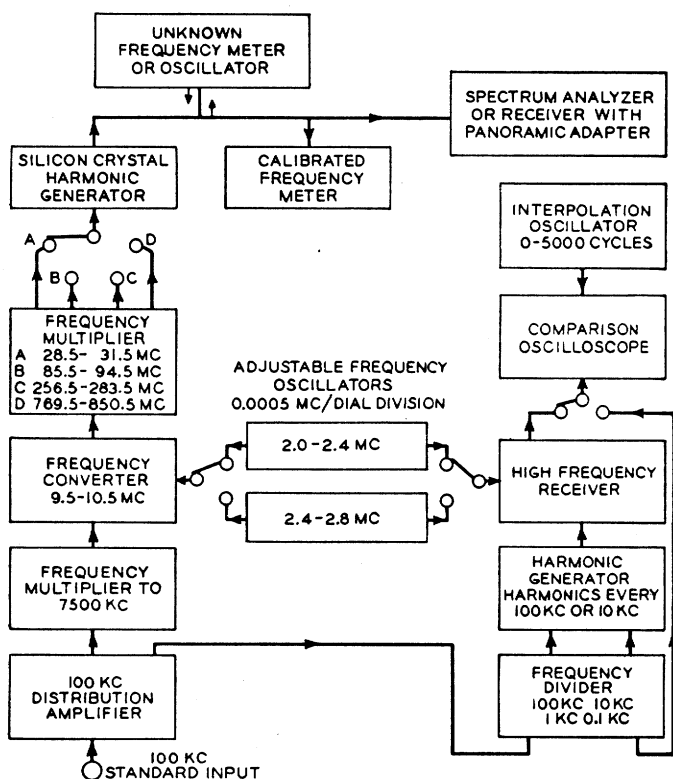 UNKNOWN
FREQUENCY METER
OR OSCILLATOR
SPECTRUM ANALYZER
OR RECEIVER WITH
PANORAMIC ADAPTER
SILICON CRYSTAL
HARMONIC
GENERATOR
CALIBRATED
FREQUENCY
METER
INTERPOLATION
OSCILLATOR
0-5000 CYCLES
A
D
B
C
FREQUENCY
MULTIPLIER
A 28.5- 31.5 MC
B 85.5- 94.5 MC
C 256.5-283.5 MC
D 769.5-850.5 MC
COMPARISON
OSCILLOSCOPE
ADJUSTABLE FREQUENCY
OSCILLATORS
0.0005 MC/DIAL DIVISION
FREQUENCY
CONVERTER
9.5-10.5 MC
2.0-2.4 MC
2.4-2.8 MC
HIGH FREQUENCY
RECEIVER
FREQUENCY
MULTIPLIER TO
7500 KC
HARMONIC
GENERATOR
HARMONICS EVERY
100 KC OR 10 KC
100 KC
DISTRIBUTION
AMPLIFIER
FREQUENCY
DIVIDER
100KC 10KC
1 KC 0.1 KC
100 KC
STANDARD INPUT